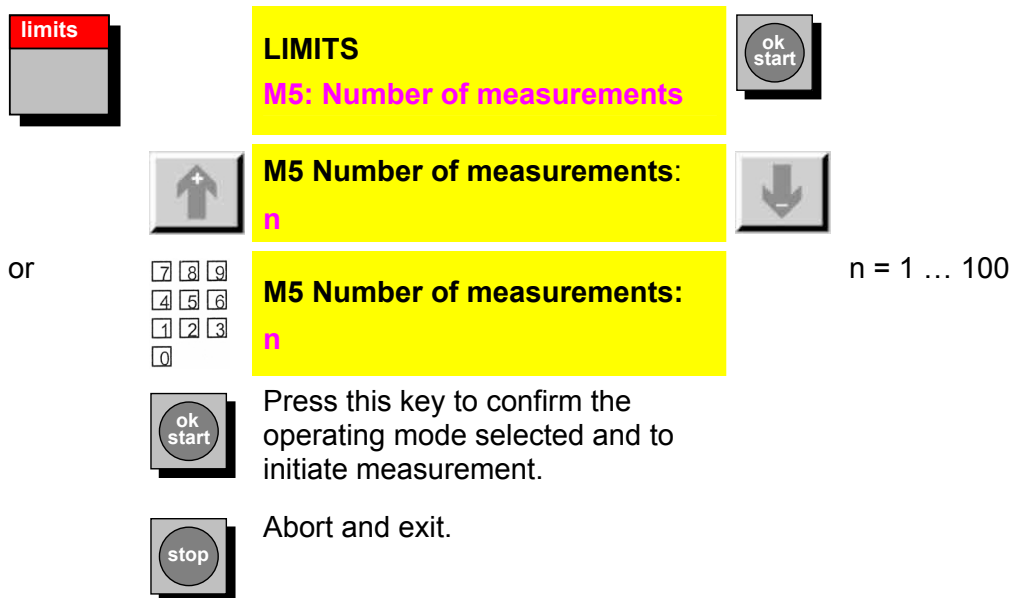 limits
LIMITS
M5: Number of measurements
ok
start
+
M5 Number of measurements:
n
–
or
7 8 9
4 5 6
1 2 3
0
M5 Number of measurements:
n
n = 1 … 100
ok
start
Press this key to confirm the
operating mode selected and to
initiate measurement.
stop
Abort and exit.